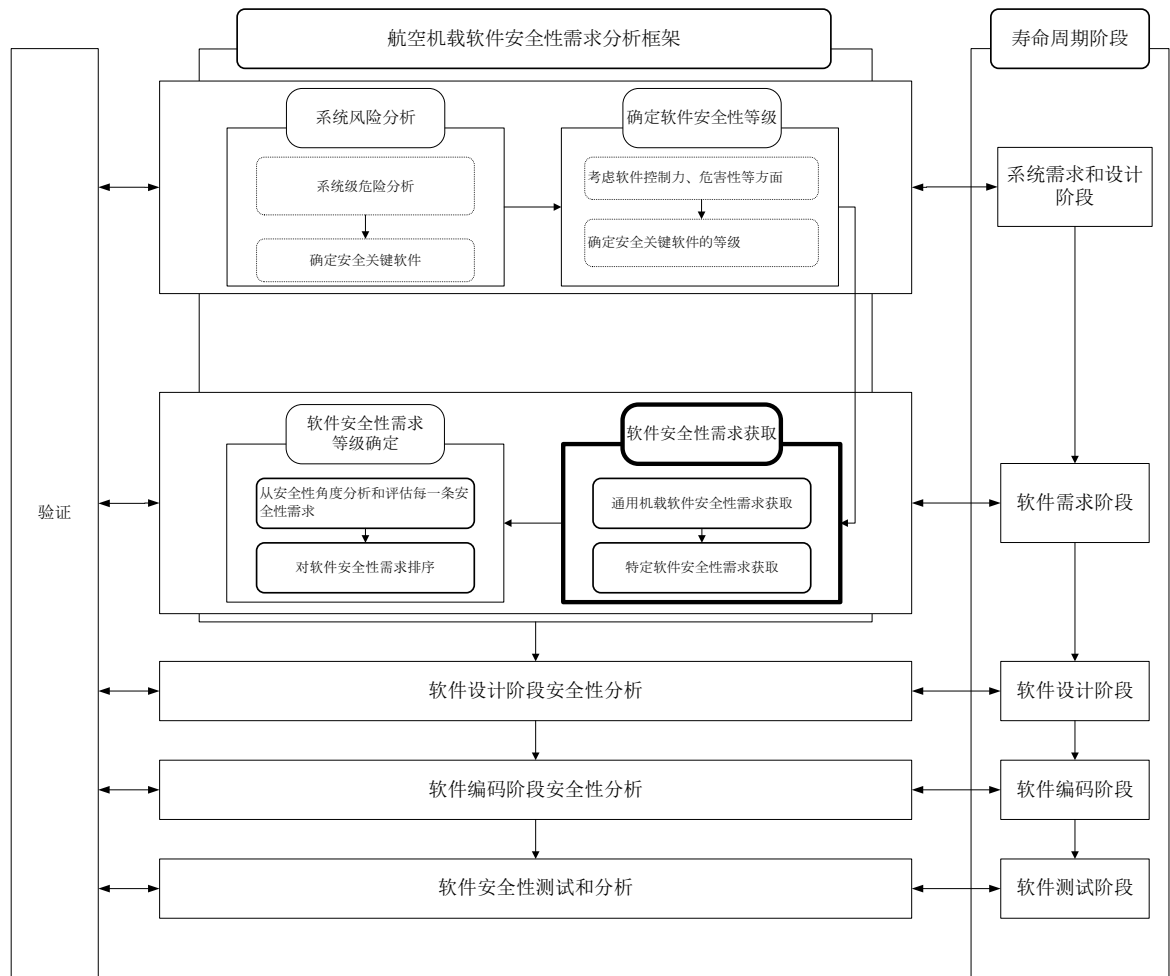 航空机载软件安全性需求分析框架
寿命周期阶段
系统风险分析
确定软件安全性等级
系统级危险分析
考虑软件控制力、危害性等方面
确定安全关键软件
确定安全关键软件的等级
系统需求和设计
阶段
软件安全性需求
等级确定
软件安全性需求获取
从安全性角度分析和评估每一条安
全性需求
通用机载软件安全性需求获取
对软件安全性需求排序
特定软件安全性需求获取
验证
软件需求阶段
软件设计阶段安全性分析
软件设计阶段
软件编码阶段安全性分析
软件编码阶段
软件安全性测试和分析
软件测试阶段